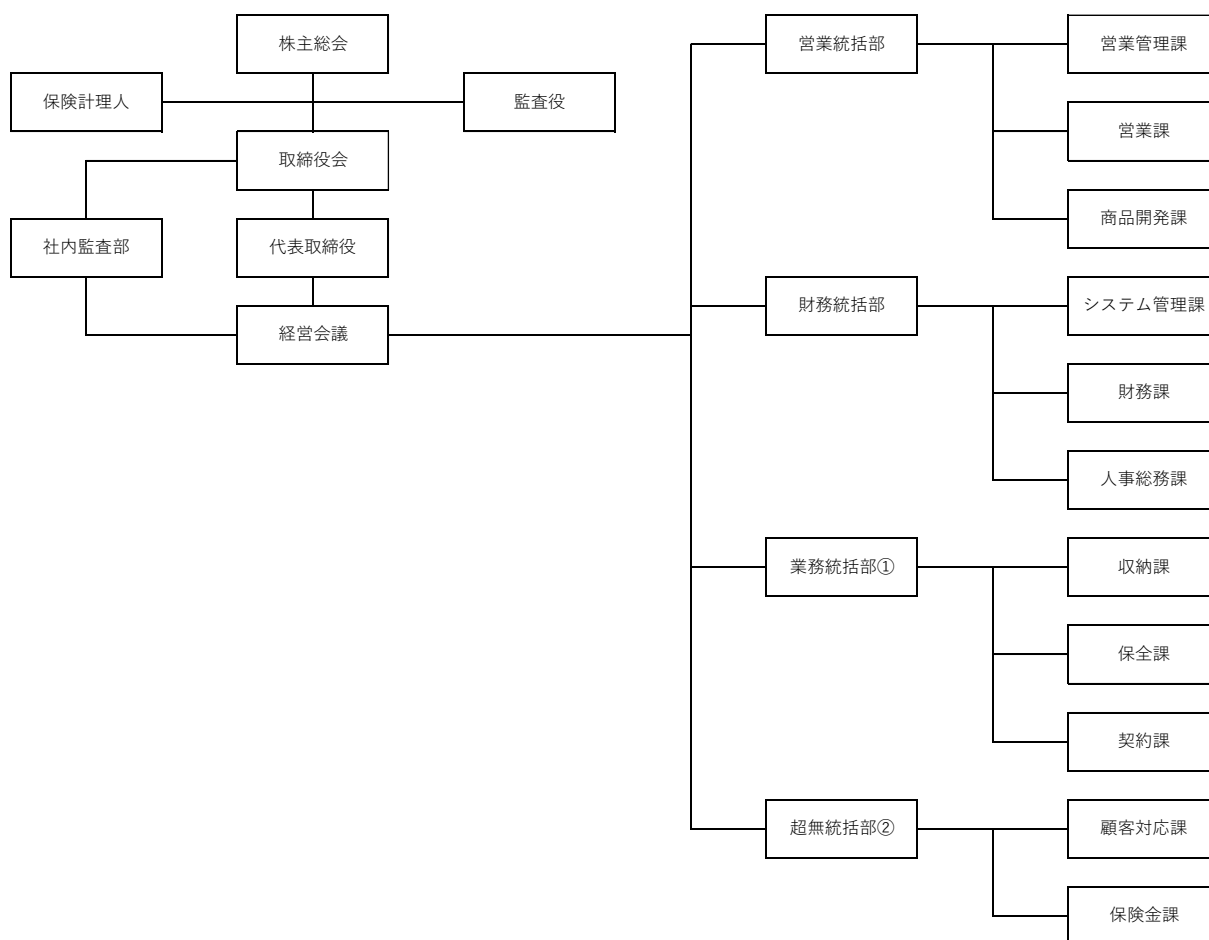 株主総会
保険計理人
監査役
取締役会
社内監査部
代表取締役
経営会議
営業統括部
営業管理課
営業課
商品開発課
財務統括部
システム管理課
財務課
人事総務課
業務統括部①
収納課
保全課
契約課
超無統括部②
顧客対応課
保険金課